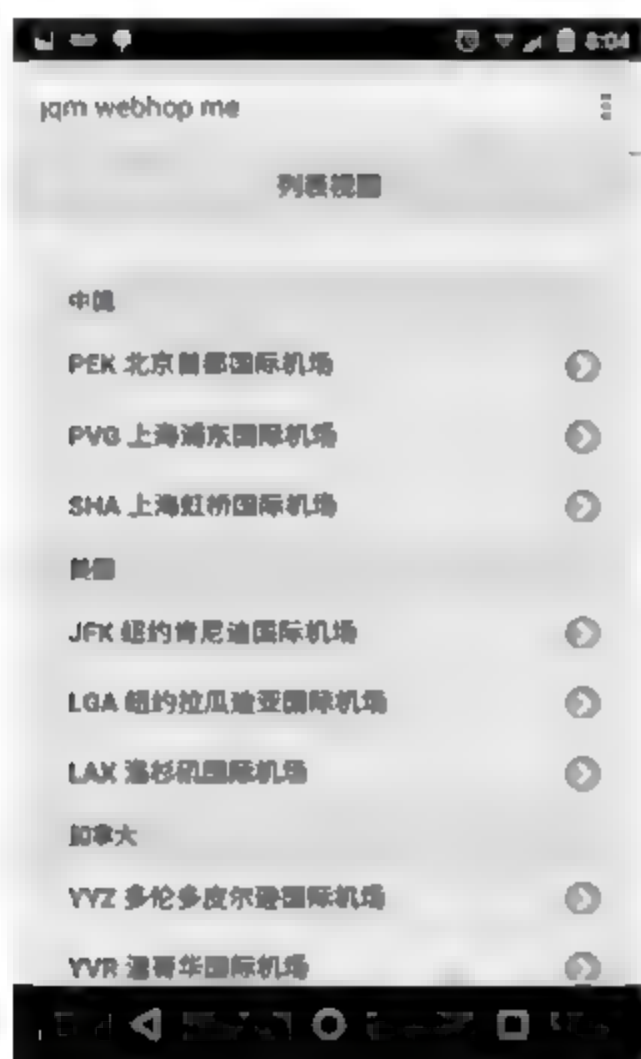 8:04
jqm webhop me
列表视图
中国
PEK 北京首都国际机场
PVG 上海浦东国际机场
SHA 上海虹桥国际机场
美国
JFK 纽约肯尼迪国际机场
LGA 纽约拉瓜迪亚国际机场
LAX 洛杉矶国际机场
加拿大
YYZ 多伦多皮尔逊国际机场
YVR 温哥华国际机场